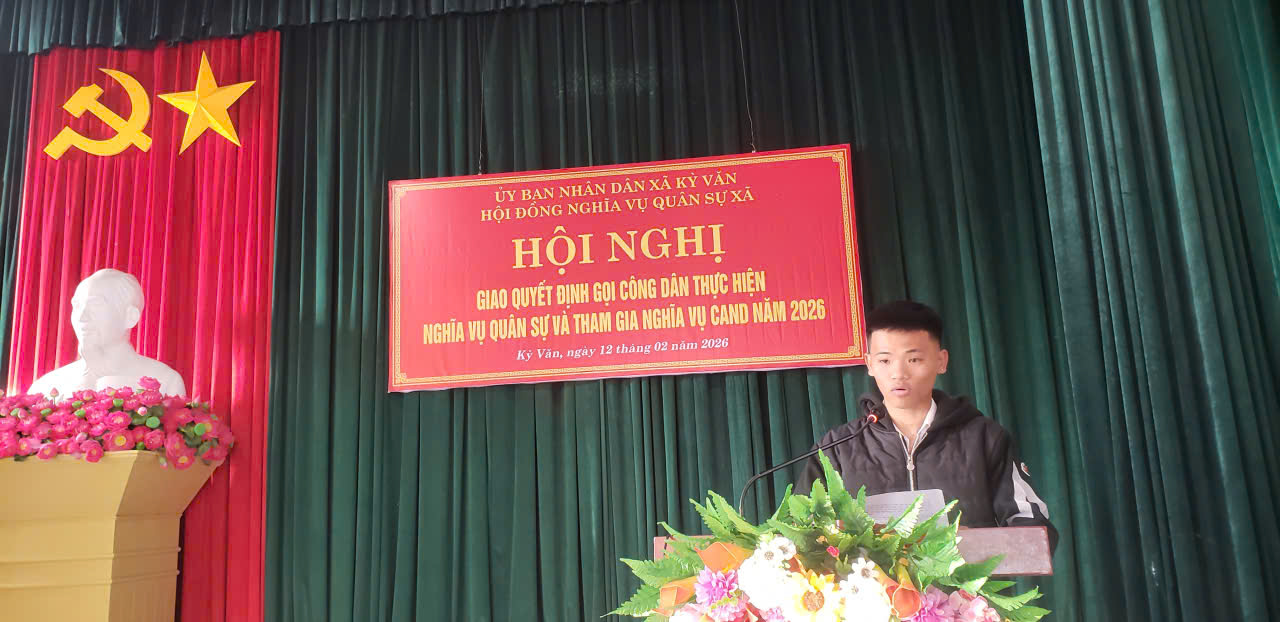 ỦY BAN NHÂN DÂN XÃ KỲ VĂN
HỘI ĐỒNG NGHĨA VỤ QUÂN SỰ XÃ
HỘI NGHỊ
GIAO QUYẾT ĐỊNH GỌI CÔNG DÂN THỰC HIỆN
NGHĨA VỤ QUÂN SỰ VÀ THAM GIA NGHĨA VỤ CAND NĂM 2026
Kỳ Văn, ngày 12 tháng 02 năm 2026